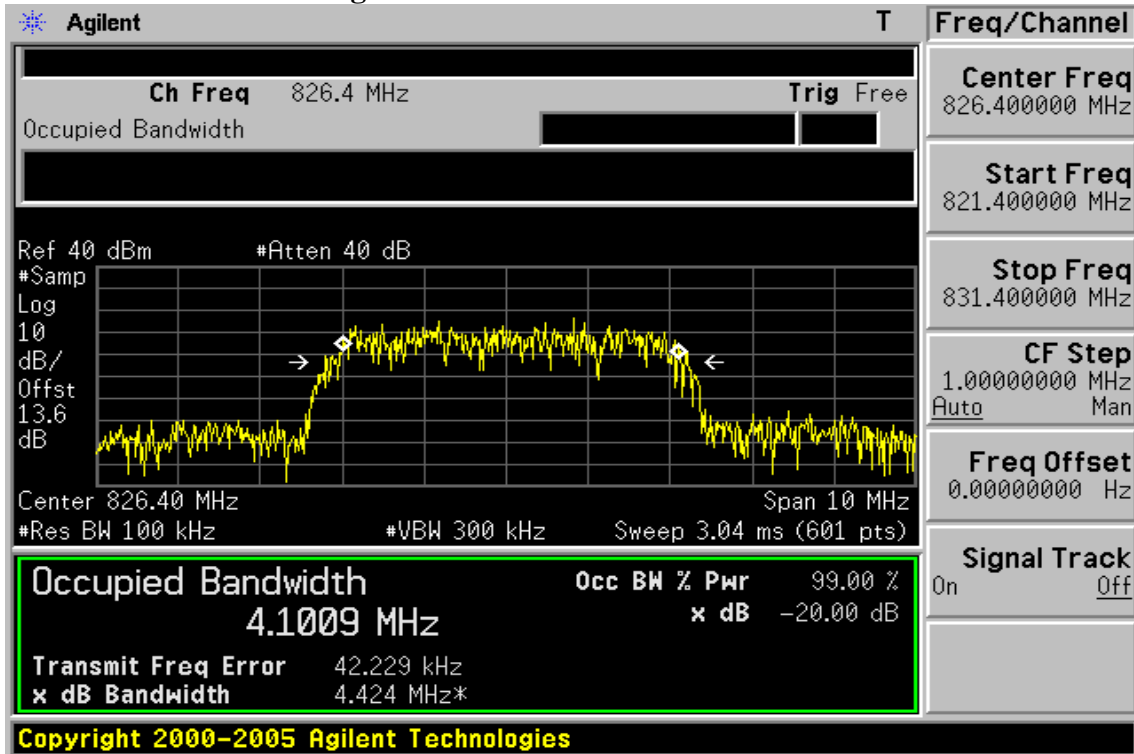 Agilent T Freq/Channel
Ch Freq 826.4 MHz Trig Free
Occupied Bandwidth
Center Freq
826.400000 MHz
Start Freq
821.400000 MHz
Stop Freq
831.400000 MHz
CF Step
1.00000000 MHz
Auto Man
Freq Offset
0.00000000 Hz
Signal Track
On Off
Ref 40 dBm #Atten 40 dB
#Samp
Log
10
dB/
Offst
13.6
dB
Center 826.40 MHz Span 10 MHz
#Res BW 100 kHz #VBW 300 kHz Sweep 3.04 ms (601 pts)
Occupied Bandwidth Occ BW % Pwr 99.00 %
4.1009 MHz x dB -20.00 dB
Transmit Freq Error 42.229 kHz
x dB Bandwidth 4.424 MHz*
Copyright 2000-2005 Agilent Technologies